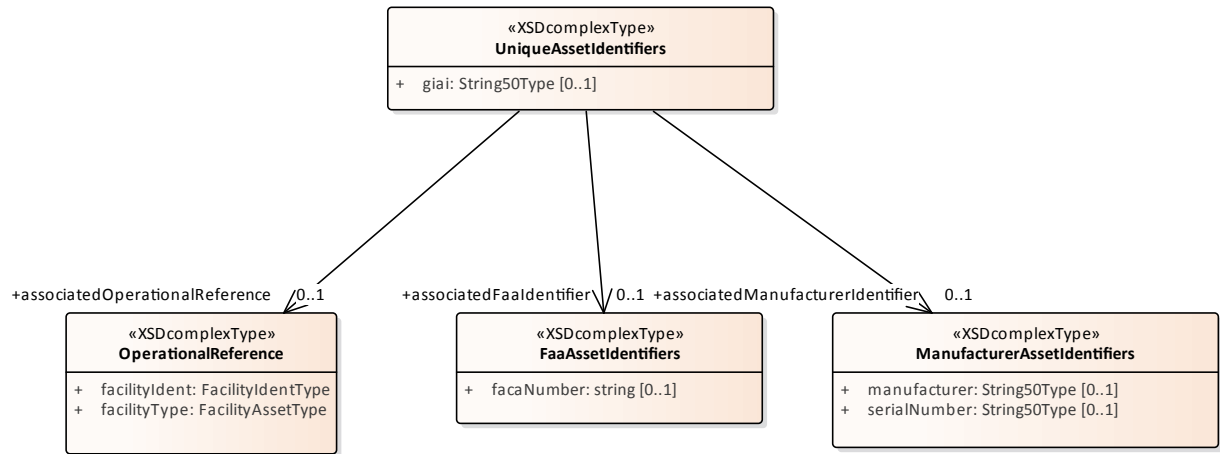 «XSDcomplexType»
UniqueAssetIdentifiers
+ giai: String50Type [0..1]
+associatedOperationalReference 0..1
+associatedFaaIdentifier 0..1
+associatedManufacturerIdentifier 0..1
«XSDcomplexType»
OperationalReference
+ facilityIdent: FacilityIdentType
+ facilityType: FacilityAssetType
«XSDcomplexType»
FaaAssetIdentifiers
+ facaNumber: string [0..1]
«XSDcomplexType»
ManufacturerAssetIdentifiers
+ manufacturer: String50Type [0..1]
+ serialNumber: String50Type [0..1]